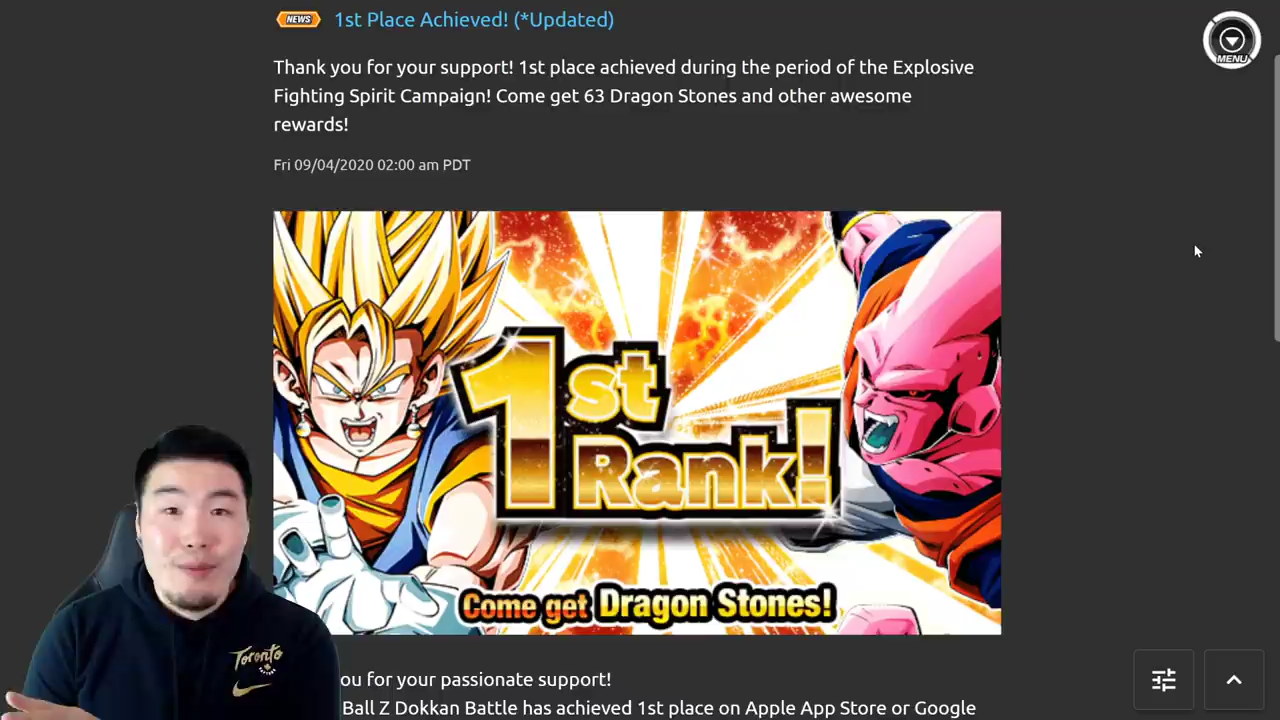 NEWS 1st Place Achieved! (*Updated)
MENU
Thank you for your support! 1st place achieved during the period of the Explosive
Fighting Spirit Campaign! Come get 63 Dragon Stones and other awesome
rewards!
Fri 09/04/2020 02:00 am PDT
1st
Rank!
Come get Dragon Stones!
ou for your passionate support!
Ball Z Dokkan Battle has achieved 1st place on Apple App Store or Google
Toronto